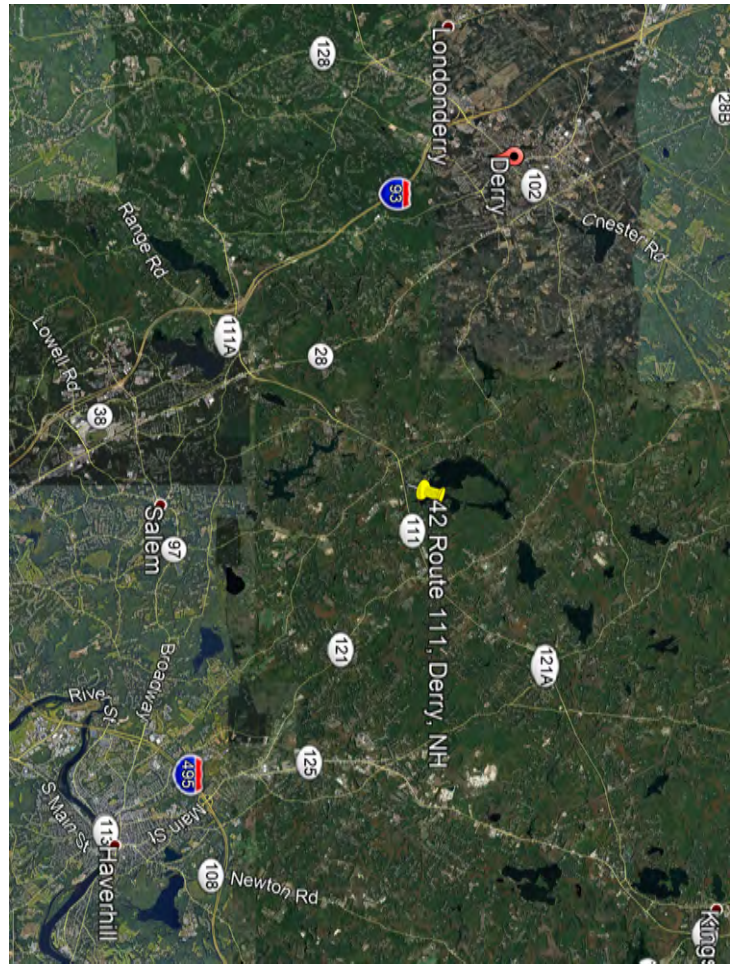 28B
Kings
Chester Rd
121A
102
Derry
Londonderry
42 Route 111, Derry, NH
111
93
121
128
28
125
Newton Rd
111A
108
495
Main St
97
Salem
Broadway
Range Rd
113
Haverhill
38
River St
S Main St
Lowell Rd